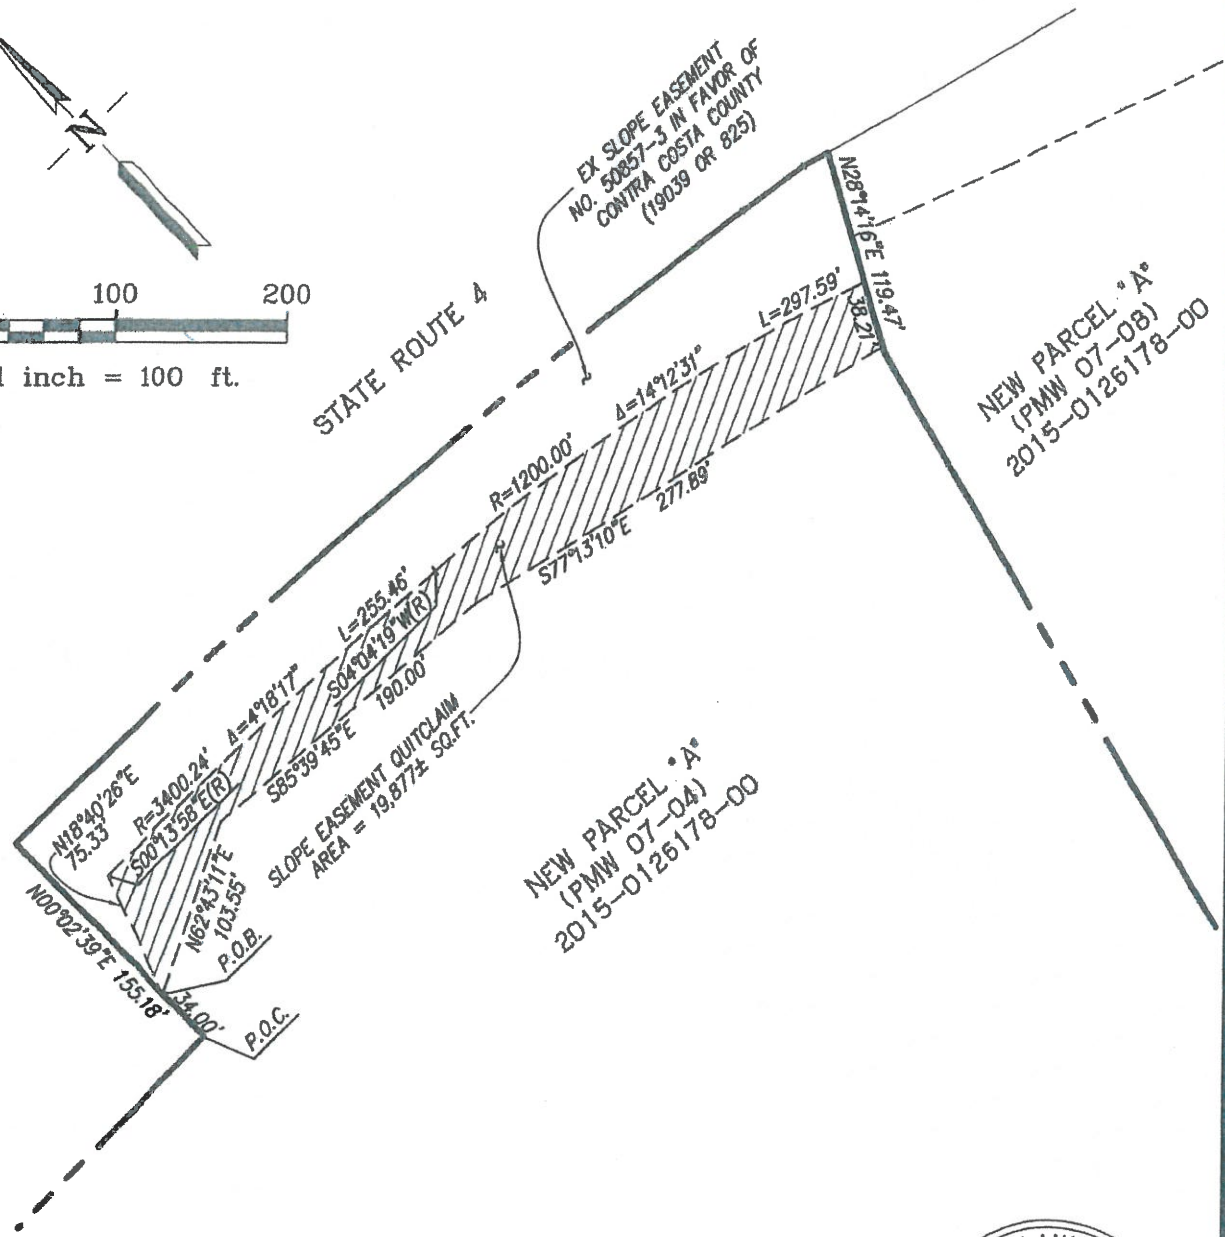 EX SLOPE EASEMENT
NO. 50857-3 IN FAVOR OF
CONTRA COSTA COUNTY
(19039 OR 825)
N
100 200
inch = 100 ft.
STATE ROUTE 4
N28°14'16"E 119.47'
38.21'
L=297.59'
Δ=14°12'31"
R=1200.00'
S77°13'10"E 277.89'
NEW PARCEL "A"
(PMW 07-08)
2015-0126178-00
L=255.46'
S04°04'19"W(R)
Δ=4°18'17"
190.00'
S85°39'45"E
R=3400.24'
S00°13'58"E(R)
N18°40'26"E
75.33'
SLOPE EASEMENT QUITCLAIM
AREA = 19,877± SQ.FT.
N62°43'11"E
103.55'
P.O.B.
N00°02'39"E 155.18'
34.00'
P.O.C.
NEW PARCEL "A"
(PMW 07-04)
2015-0126178-00